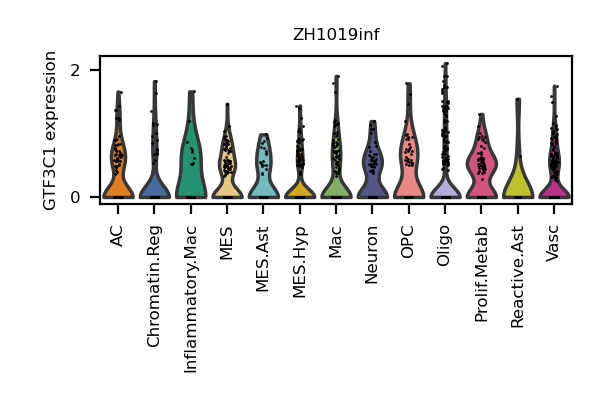 ZH1019inf
GTF3C1 expression
2
0
AC
Chromatin.Reg
Inflammatory.Mac
MES
MES.Ast
MES.Hyp
Mac
Neuron
OPC
Oligo
Prolif.Metab
Reactive.Ast
Vasc